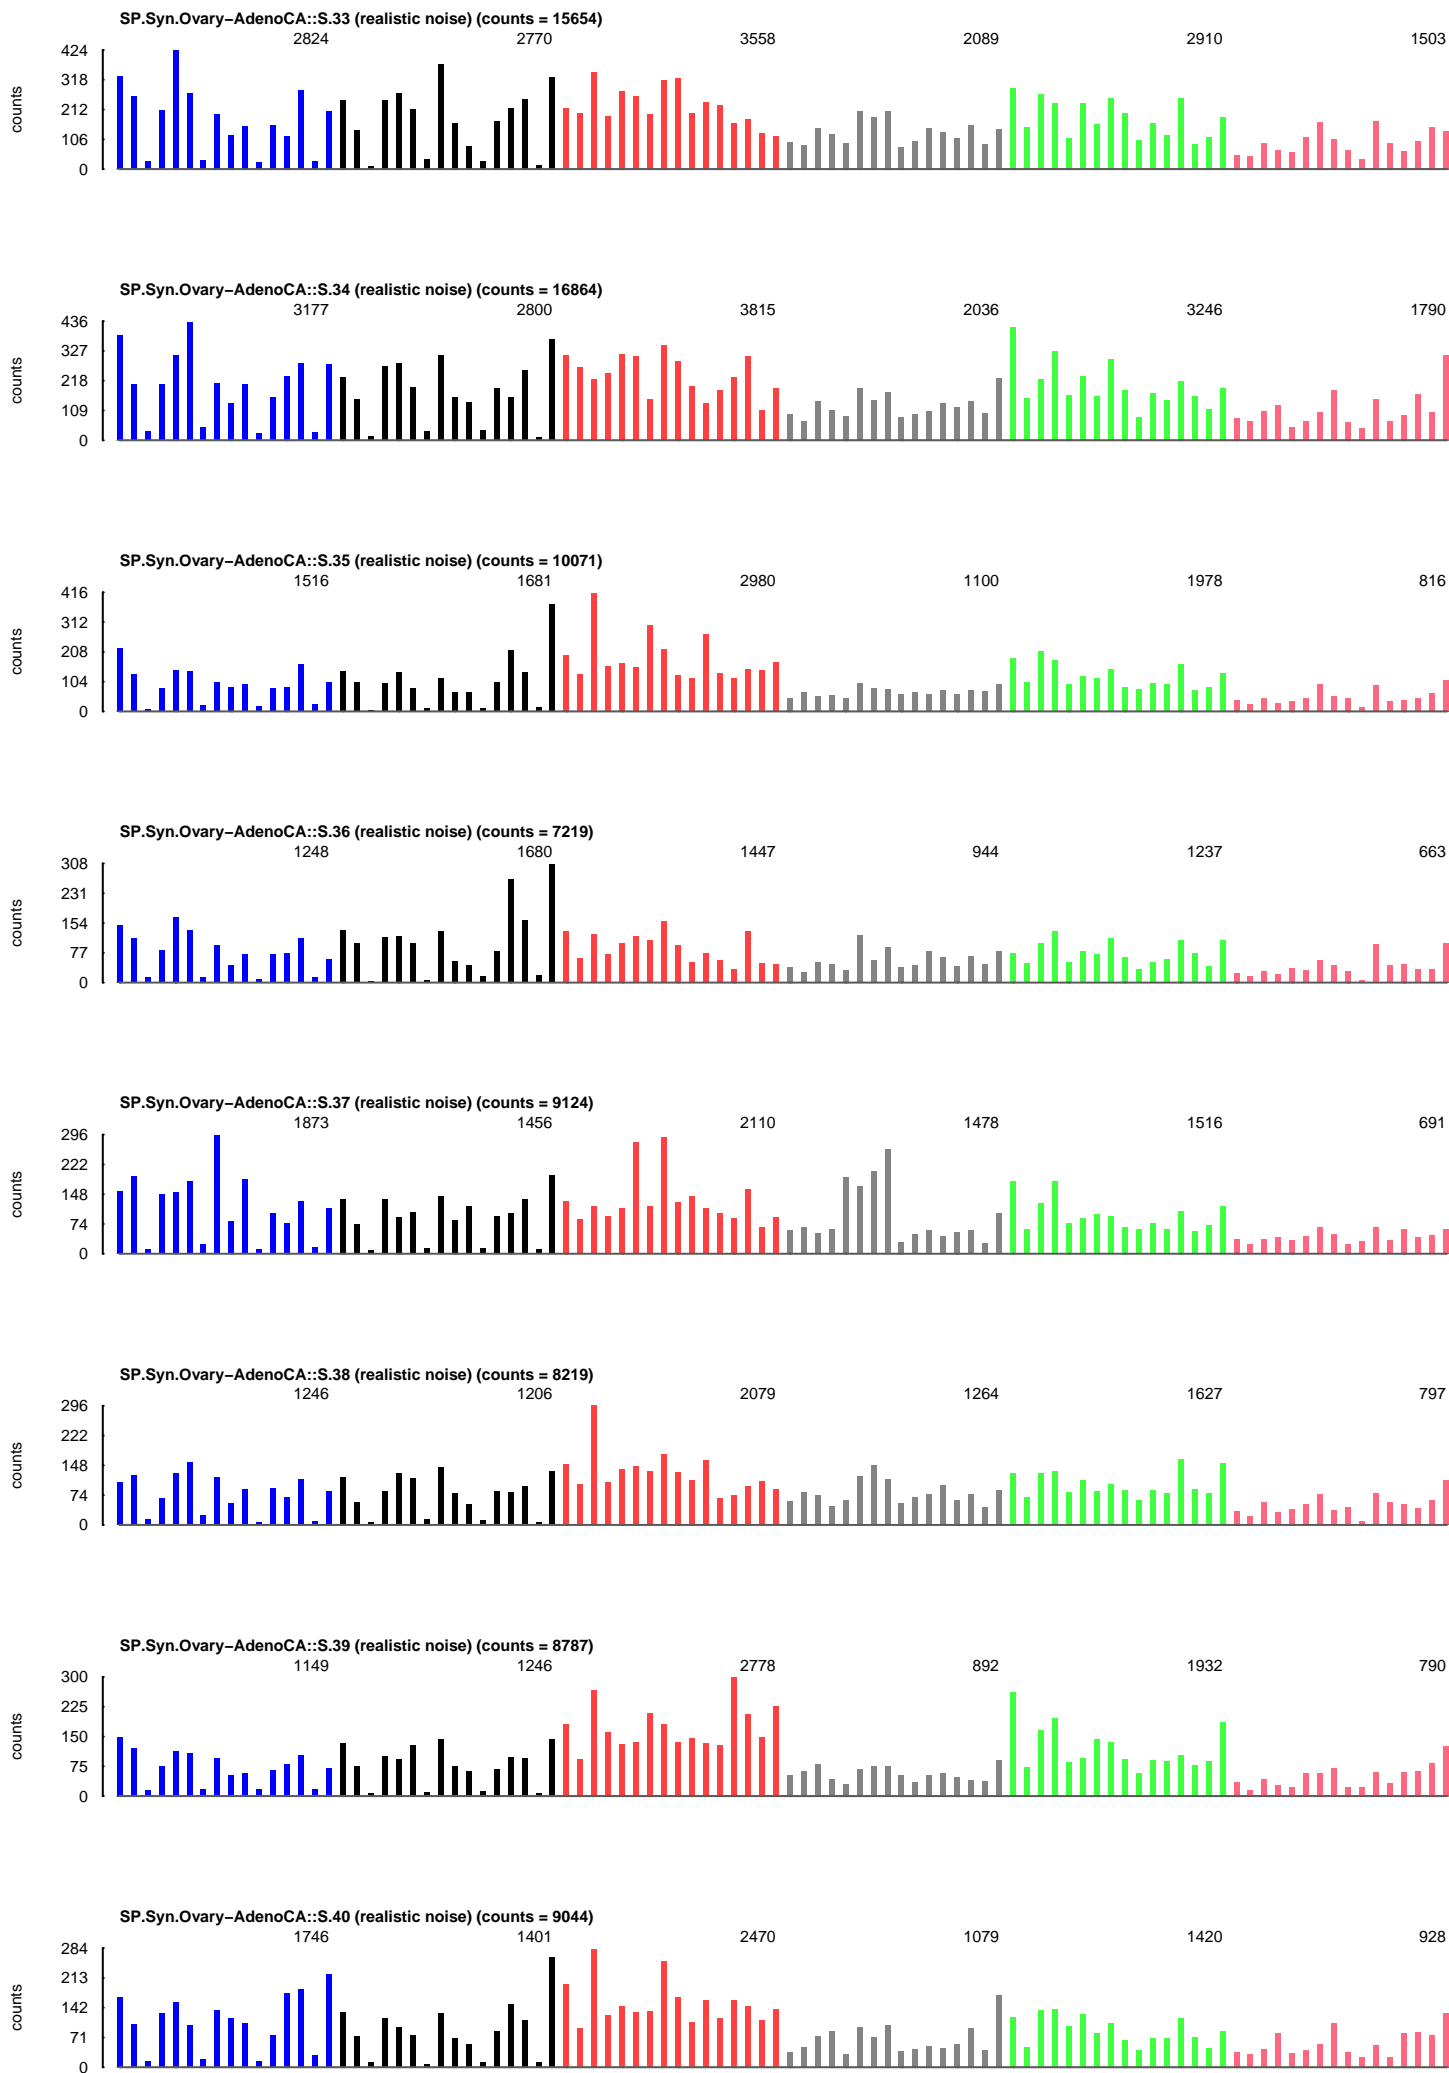 SP.Syn.Ovary−AdenoCA::S.33 (realistic noise) (counts = 15654)
2824 2770 3558 2089 2910 1503
424
318
212
106
0
counts
SP.Syn.Ovary−AdenoCA::S.34 (realistic noise) (counts = 16864)
3177 2800 3815 2036 3246 1790
436
327
218
109
0
counts
SP.Syn.Ovary−AdenoCA::S.35 (realistic noise) (counts = 10071)
1516 1681 2980 1100 1978 816
416
312
208
104
0
counts
SP.Syn.Ovary−AdenoCA::S.36 (realistic noise) (counts = 7219)
1248 1680 1447 944 1237 663
308
231
154
77
0
counts
SP.Syn.Ovary−AdenoCA::S.37 (realistic noise) (counts = 9124)
1873 1456 2110 1478 1516 691
296
222
148
74
0
counts
SP.Syn.Ovary−AdenoCA::S.38 (realistic noise) (counts = 8219)
1246 1206 2079 1264 1627 797
296
222
148
74
0
counts
SP.Syn.Ovary−AdenoCA::S.39 (realistic noise) (counts = 8787)
1149 1246 2778 892 1932 790
300
225
150
75
0
counts
SP.Syn.Ovary−AdenoCA::S.40 (realistic noise) (counts = 9044)
1746 1401 2470 1079 1420 928
284
213
142
71
0
counts